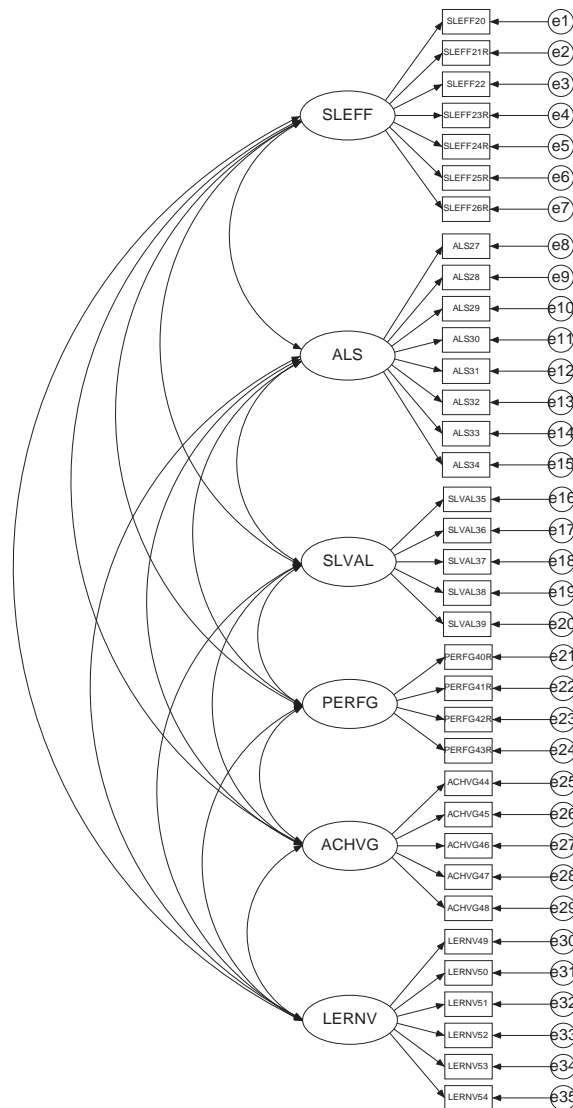 SLEFF20 e1
SLEFF21R e2
SLEFF22 e3
SLEFF
SLEFF23R e4
SLEFF24R e5
SLEFF25R e6
SLEFF26R e7
ALS27 e8
ALS28 e9
ALS29 e10
ALS30 e11
ALS
ALS31 e12
ALS32 e13
ALS33 e14
ALS34 e15
SLVAL35 e16
SLVAL36 e17
SLVAL
SLVAL37 e18
SLVAL38 e19
SLVAL39 e20
PERFG40R e21
PERFG41R e22
PERFG
PERFG42R e23
PERFG43R e24
ACHVG44 e25
ACHVG45 e26
ACHVG
ACHVG46 e27
ACHVG47 e28
ACHVG48 e29
LERNV49 e30
LERNV50 e31
LERNV51 e32
LERNV
LERNV52 e33
LERNV53 e34
LERNV54 e35